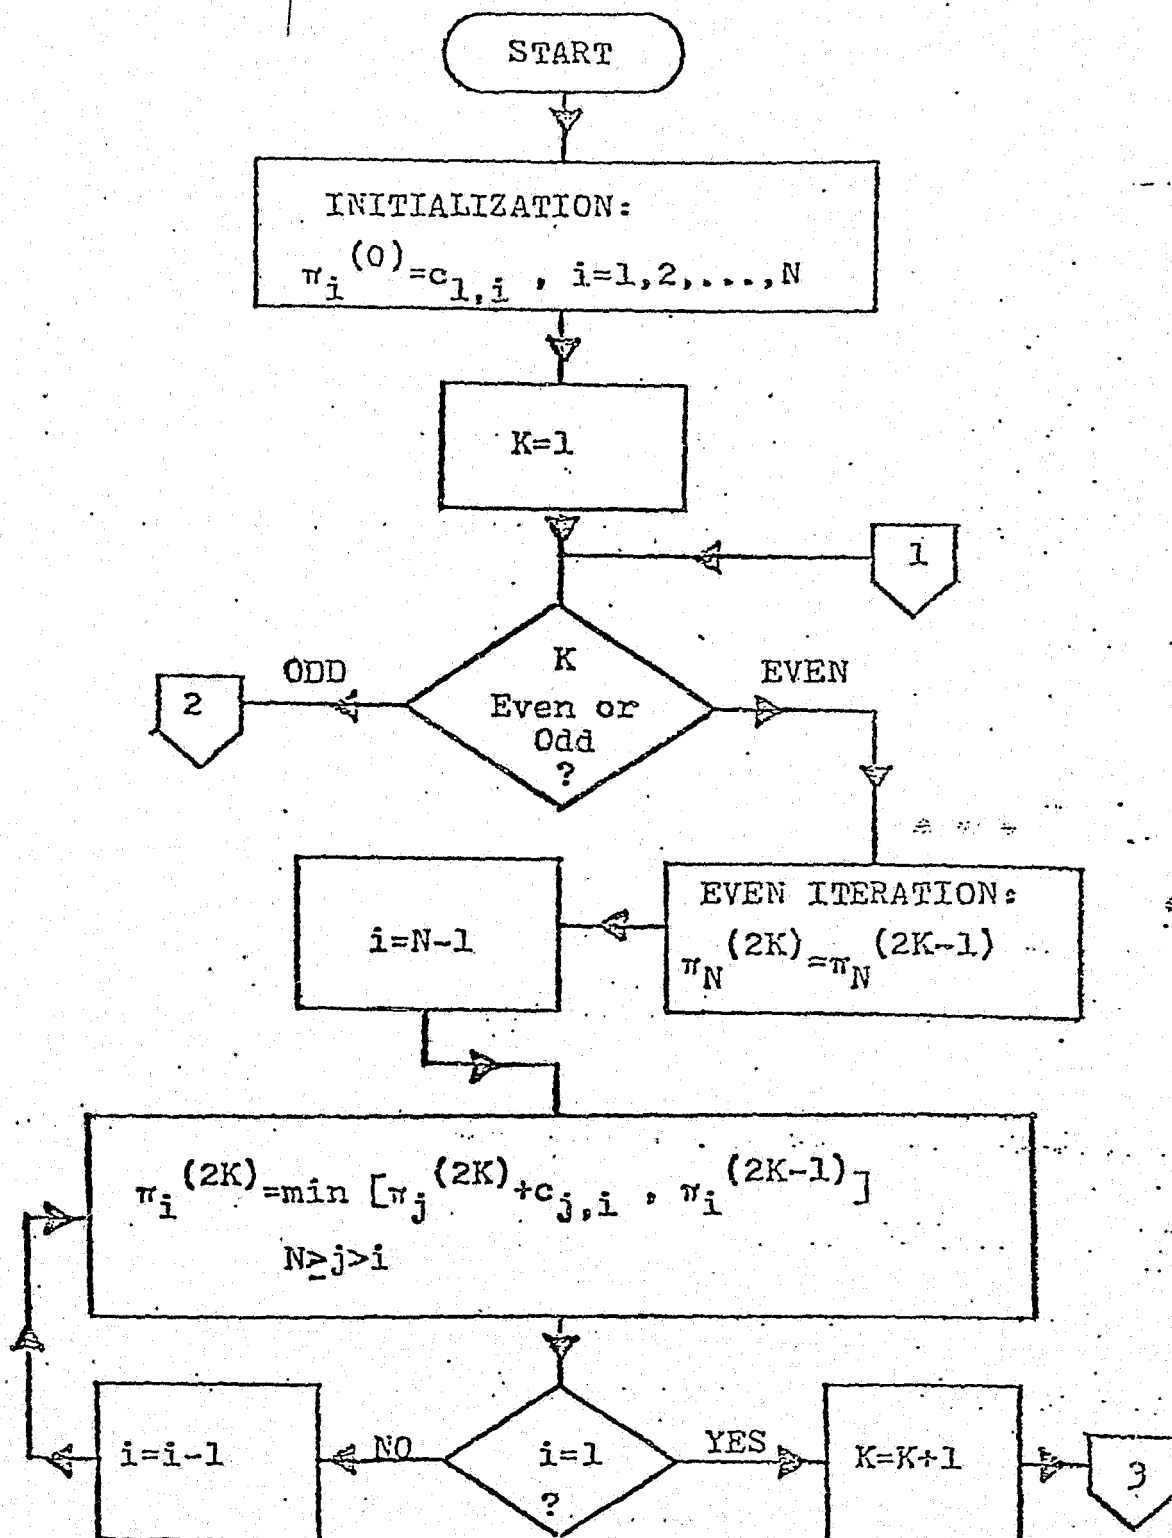 START
INITIALIZATION:
π_i^(0)=c_1,i , i=1,2,...,N
K=1
1
ODD
K
Even or
Odd
?
EVEN
2
EVEN ITERATION:
π_N^(2K)=π_N^(2K-1)
i=N-1
π_i^(2K)=min [π_j^(2K)+c_j,i , π_i^(2K-1)]
N≥j>i
i=i-1
NO
i=1
?
YES
K=K+1
3